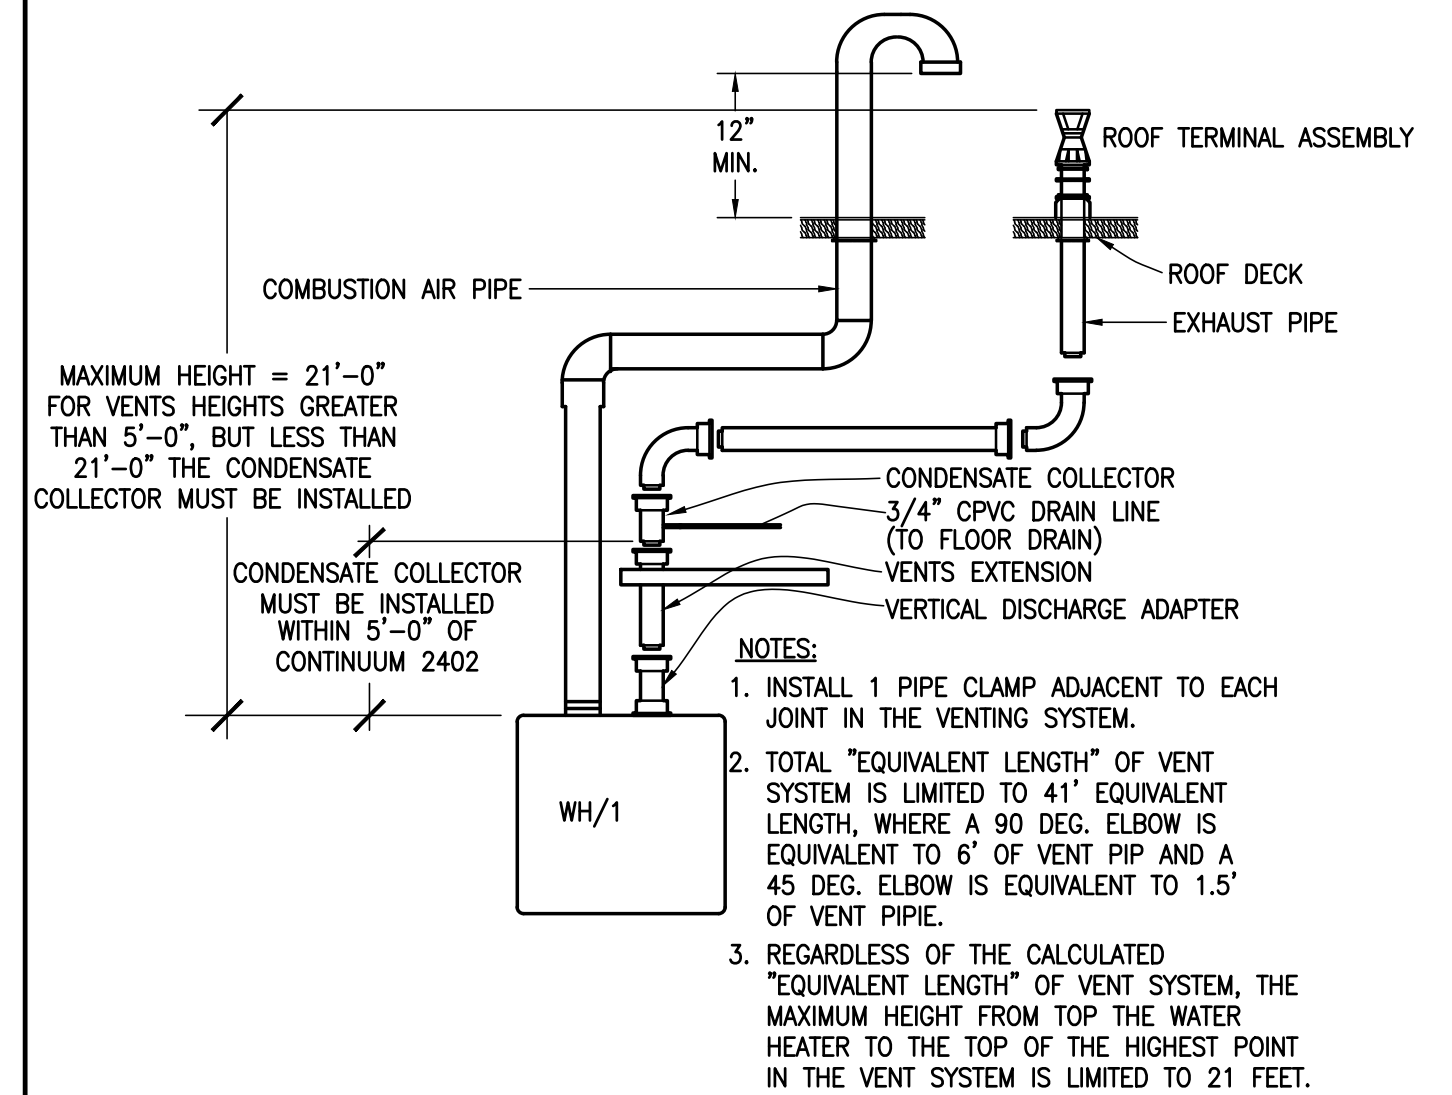 12"
MIN.
ROOF TERMINAL ASSEMBLY
ROOF DECK
COMBUSTION AIR PIPE
EXHAUST PIPE
MAXIMUM HEIGHT = 21'-0"
FOR VENTS HEIGHTS GREATER
THAN 5'-0", BUT LESS THAN
21'-0" THE CONDENSATE
COLLECTOR MUST BE INSTALLED
CONDENSATE COLLECTOR
3/4" CPVC DRAIN LINE
(TO FLOOR DRAIN)
VENTS EXTENSION
VERTICAL DISCHARGE ADAPTER
CONDENSATE COLLECTOR
MUST BE INSTALLED
WITHIN 5'-0" OF
CONTINUUM 2402
WH/1
NOTES:
1. INSTALL 1 PIPE CLAMP ADJACENT TO EACH
JOINT IN THE VENTING SYSTEM.
2. TOTAL "EQUIVALENT LENGTH" OF VENT
SYSTEM IS LIMITED TO 41' EQUIVALENT
LENGTH, WHERE A 90 DEG. ELBOW IS
EQUIVALENT TO 6' OF VENT PIP AND A
45 DEG. ELBOW IS EQUIVALENT TO 1.5'
OF VENT PIPIE.
3. REGARDLESS OF THE CALCULATED
"EQUIVALENT LENGTH" OF VENT SYSTEM, THE
MAXIMUM HEIGHT FROM TOP THE WATER
HEATER TO THE TOP OF THE HIGHEST POINT
IN THE VENT SYSTEM IS LIMITED TO 21 FEET.